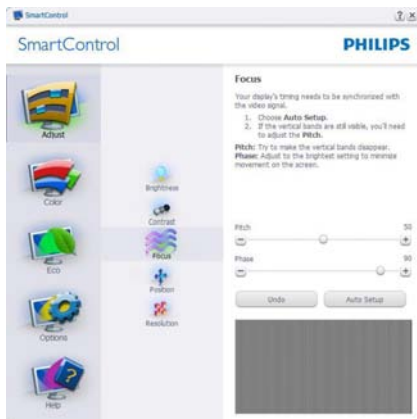 SmartControl
SmartControl
PHILIPS
Adjust
Color
Eco
Options
Help
Brightness
Contrast
Focus
Position
Resolution
Focus
Your display's timing needs to be synchronized with
the video signal.
1. Choose Auto Setup.
2. If the vertical bands are still visible, you'll need
to adjust the Pitch.
Pitch: Try to make the vertical bands disappear.
Phase: Adjust to the brightest setting to minimise
movement on the screen.
Pitch 50
Phase 90
Undo
Auto Setup